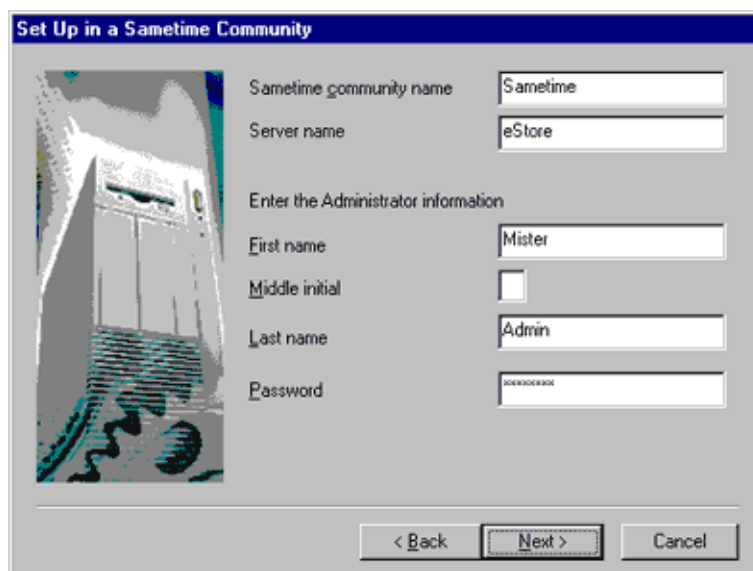 Set Up in a Sametime Community
Sametime community name Sametime
Server name eStore
Enter the Administrator information
First name Mister
Middle initial
Last name Admin
Password *********
< Back Next > Cancel